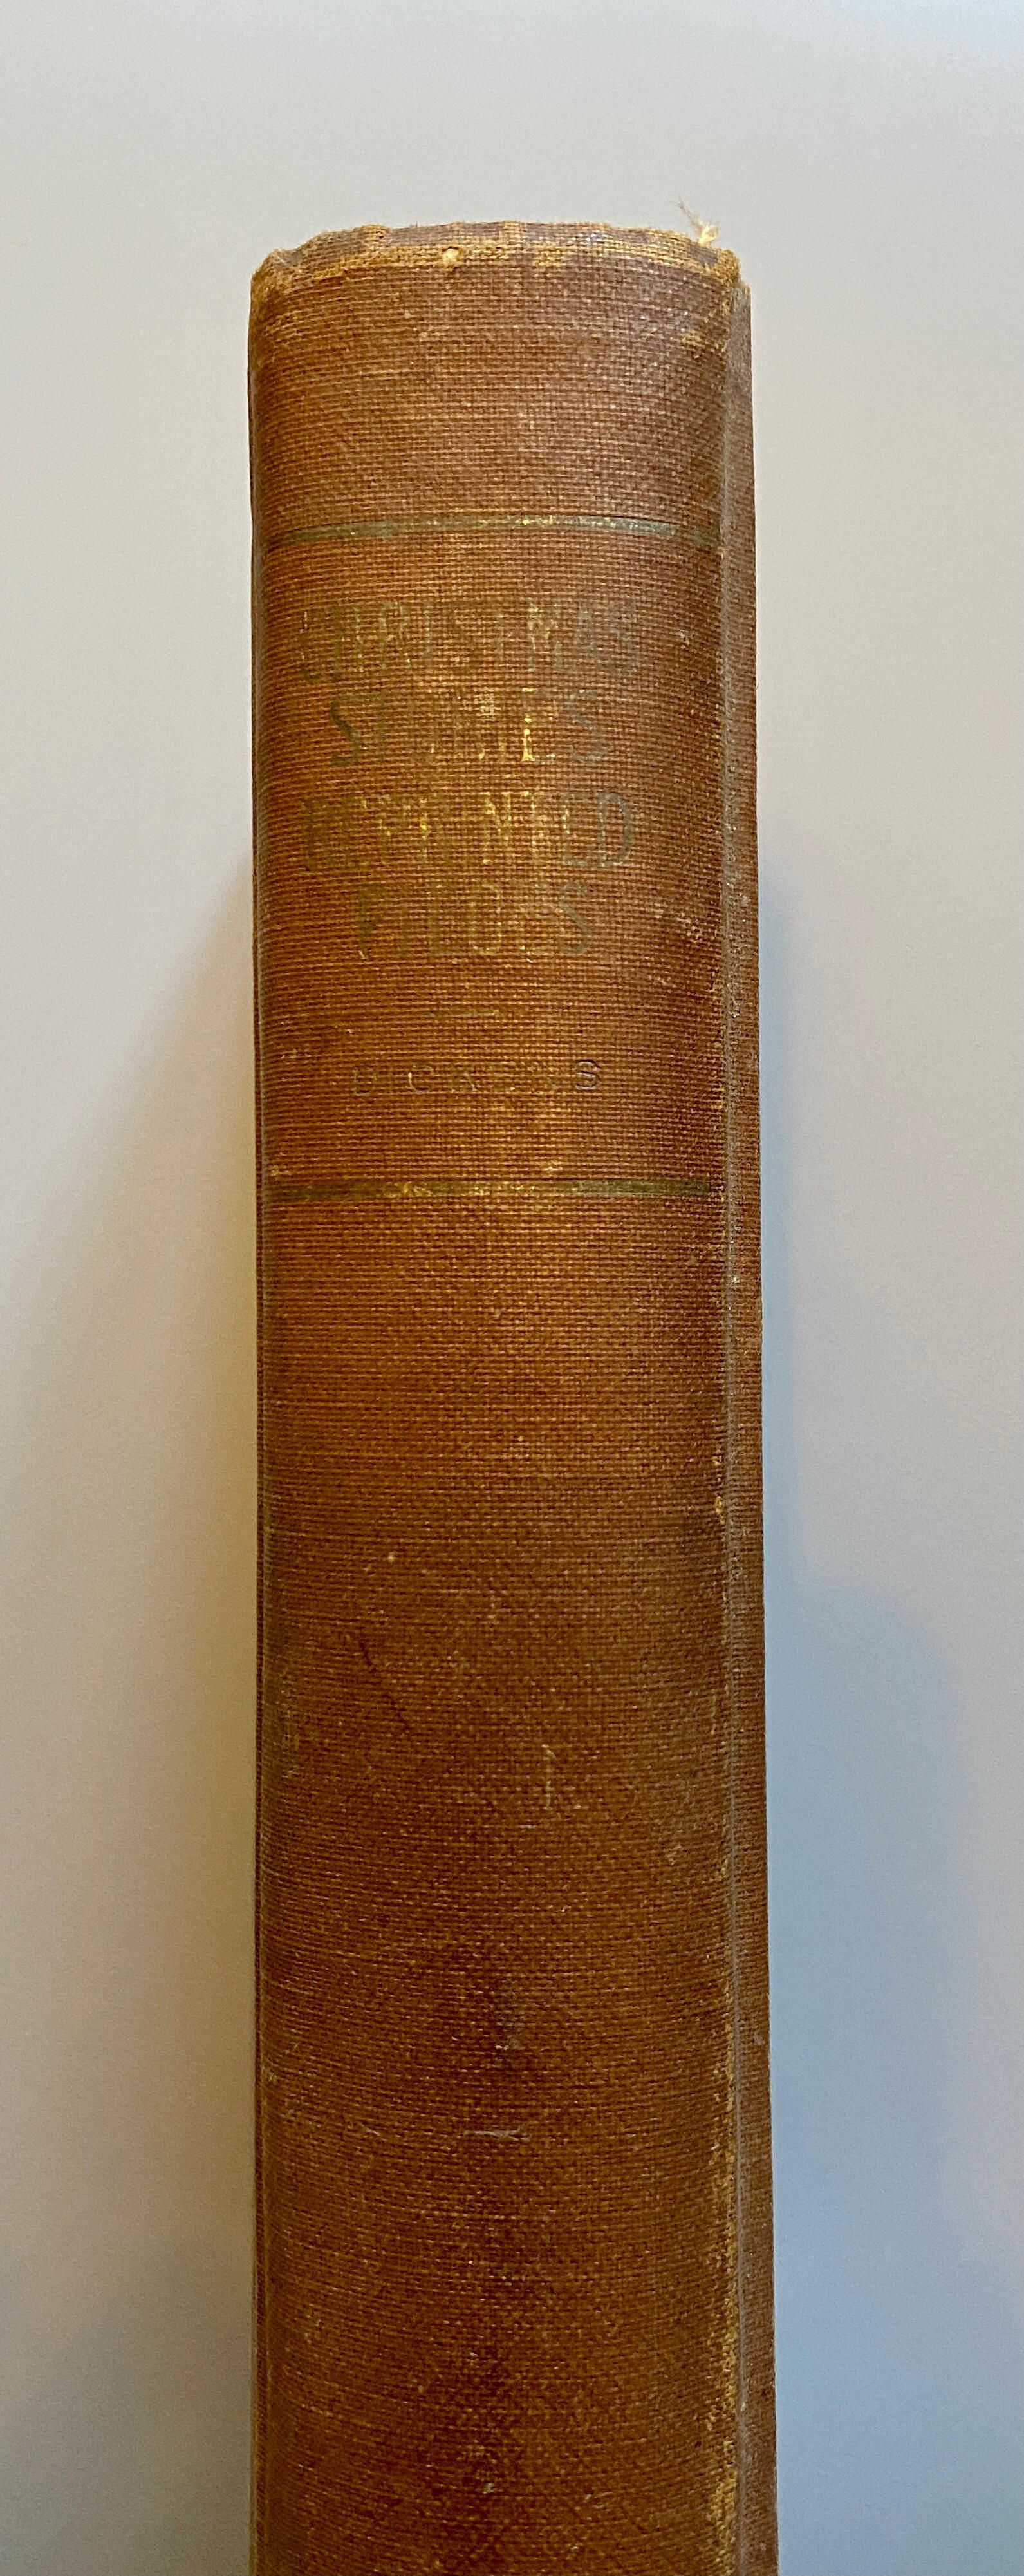 CHRISTMAS
STORIES
REPRINTED
PIECES
DICKENS